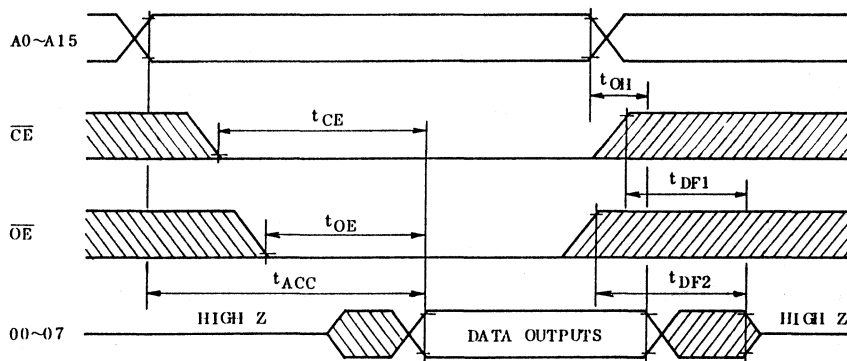 A0~A15
tOH
CE
tCE
tDF1
OE
tOE
tACC
tDF2
00~07
HIGH Z
DATA OUTPUTS
HIGH Z